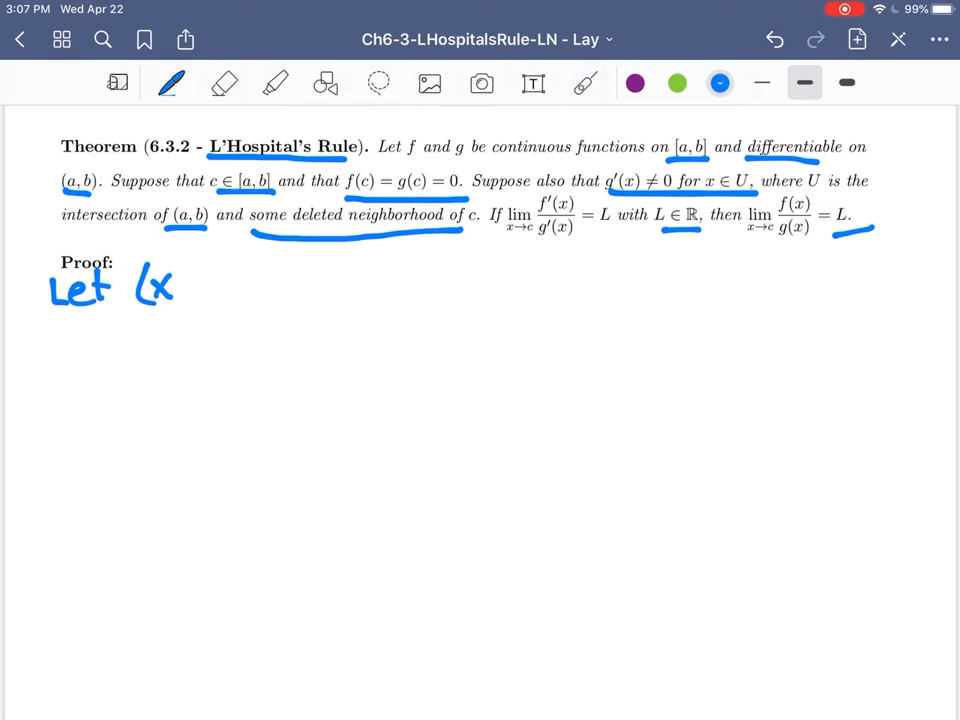 3:07 PM Wed Apr 22 99%
Ch6-3-LHospitalsRule-LN - Lay
T
Theorem (6.3.2 - L'Hospital's Rule). Let f and g be continuous functions on [a, b] and differentiable on
(a, b). Suppose that c ∈ [a, b] and that f(c) = g(c) = 0. Suppose also that g′(x) ≠ 0 for x ∈ U, where U is the
intersection of (a, b) and some deleted neighborhood of c. If lim x→c f′(x)/g′(x) = L with L ∈ ℝ, then lim x→c f(x)/g(x) = L.
Proof:
Let (x